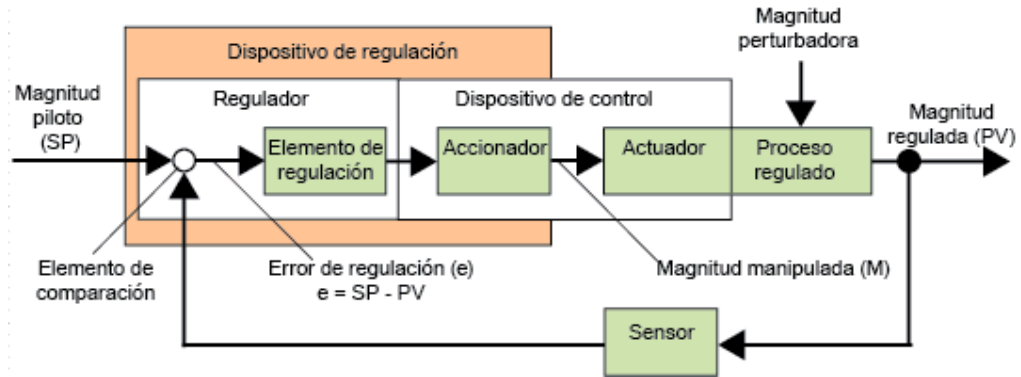 Magnitud
perturbadora
Dispositivo de regulación
Magnitud
piloto
(SP)
Regulador
Dispositivo de control
Magnitud
regulada (PV)
Elemento de
regulación
Accionador
Actuador
Proceso
regulado
Elemento de
comparación
Error de regulación (e)
e = SP - PV
Magnitud manipulada (M)
Sensor